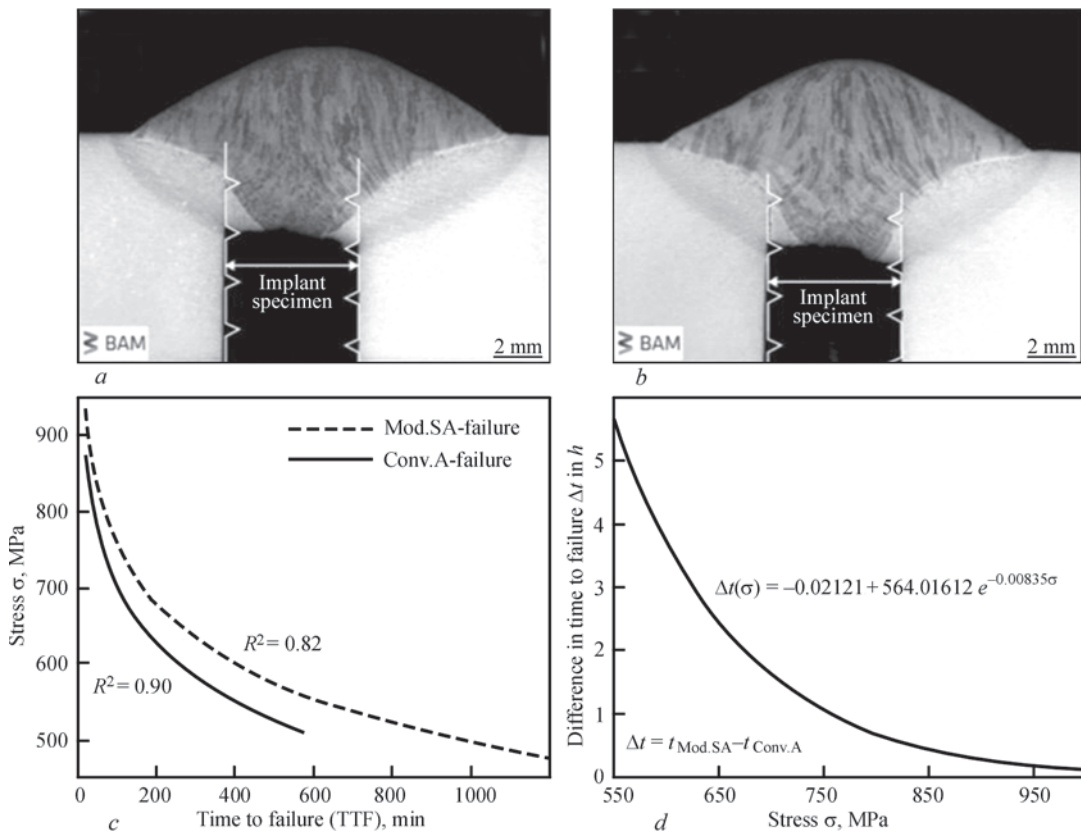 Implant
specimen
BAM
2 mm
a
Implant
specimen
BAM
2 mm
b
900
800
700
600
500
Stress σ, MPa
Mod.SA-failure
Conv.A-failure
R² = 0.82
R² = 0.90
0 200 400 600 800 1000
Time to failure (TTF), min
c
5
4
3
2
1
0
Difference in time to failure Δt in h
Δt(σ) = –0.02121 + 564.01612 e^–0.00835σ
Δt = t Mod.SA – t Conv.A
550 650 750 850 950
Stress σ, MPa
d